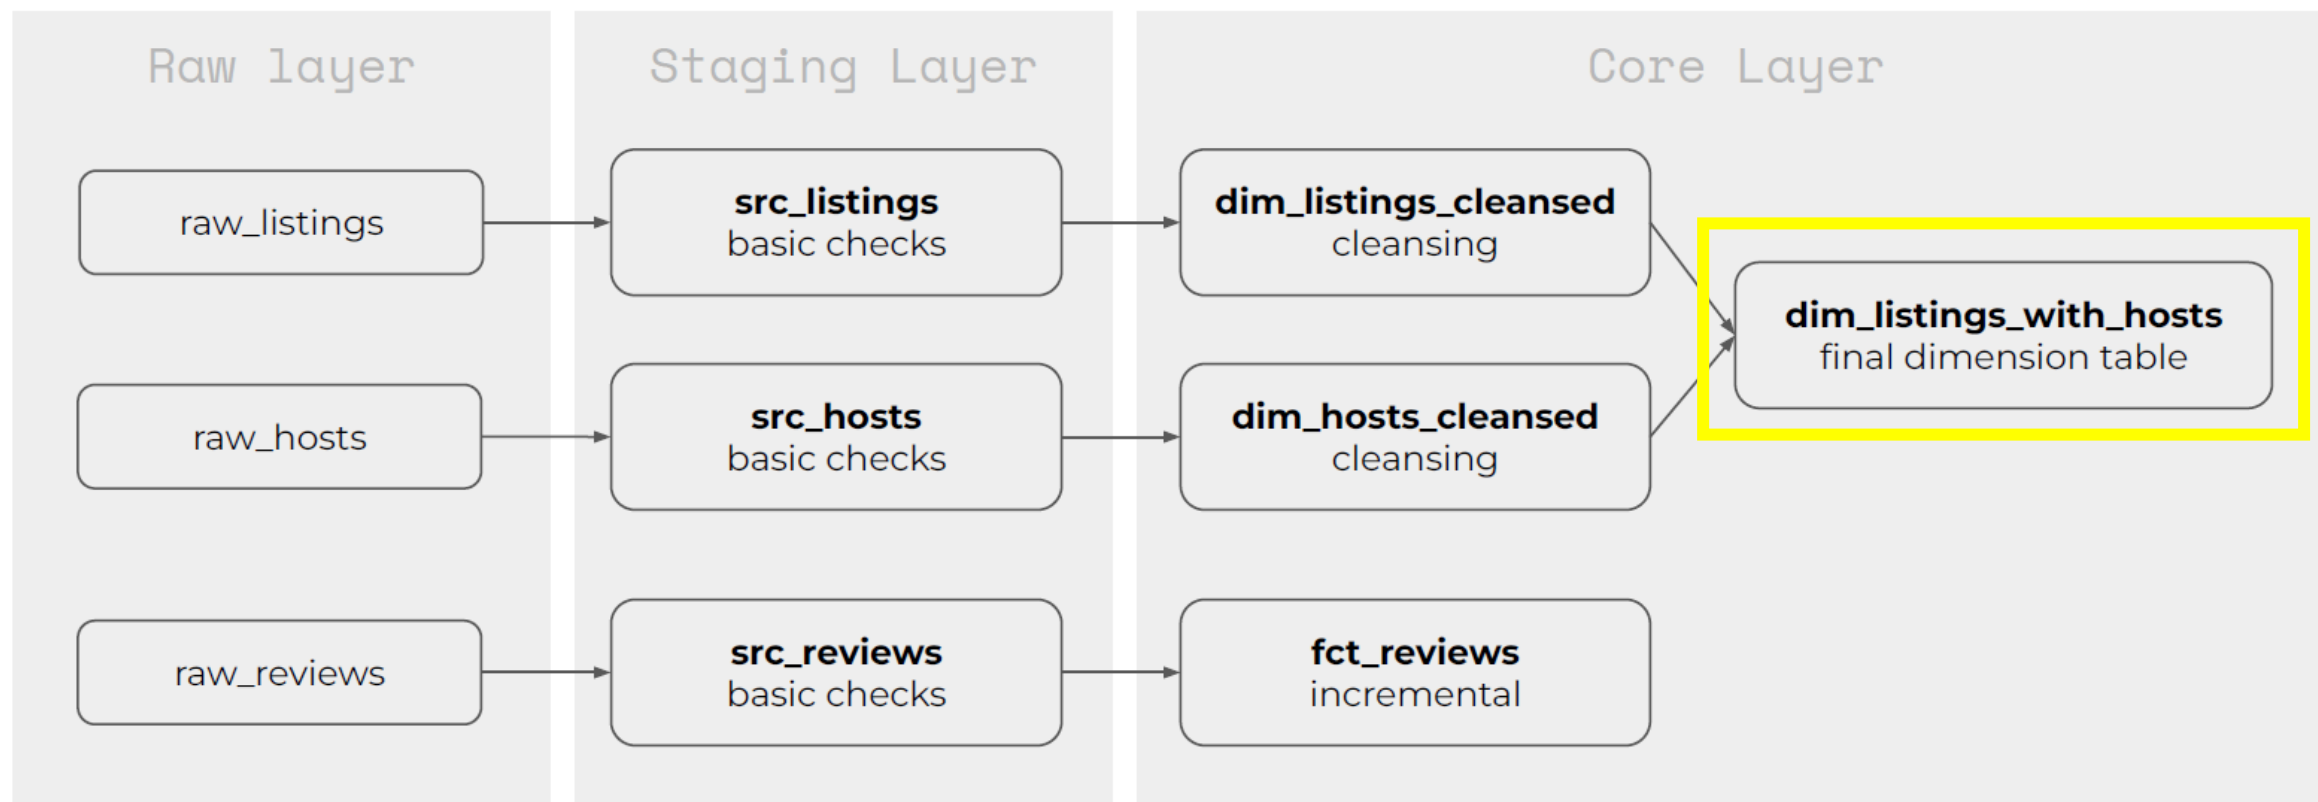 Raw layer
Staging Layer
Core Layer
raw_listings
src_listings
basic checks
dim_listings_cleansed
cleansing
dim_listings_with_hosts
final dimension table
raw_hosts
src_hosts
basic checks
dim_hosts_cleansed
cleansing
raw_reviews
src_reviews
basic checks
fct_reviews
incremental